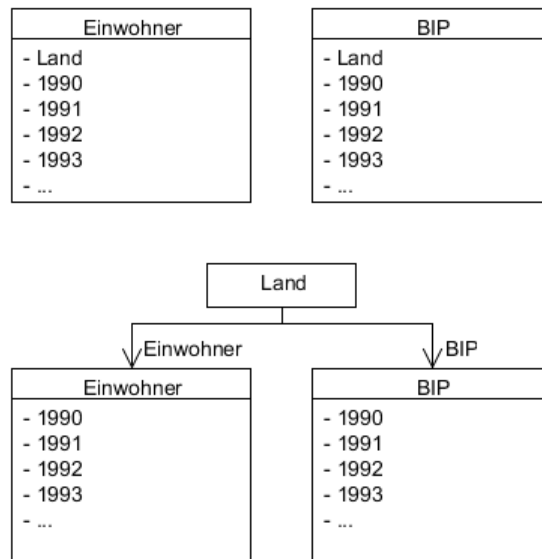 Einwohner
- Land
- 1990
- 1991
- 1992
- 1993
- ...
BIP
- Land
- 1990
- 1991
- 1992
- 1993
- ...
Land
Einwohner
BIP
Einwohner
- 1990
- 1991
- 1992
- 1993
- ...
BIP
- 1990
- 1991
- 1992
- 1993
- ...